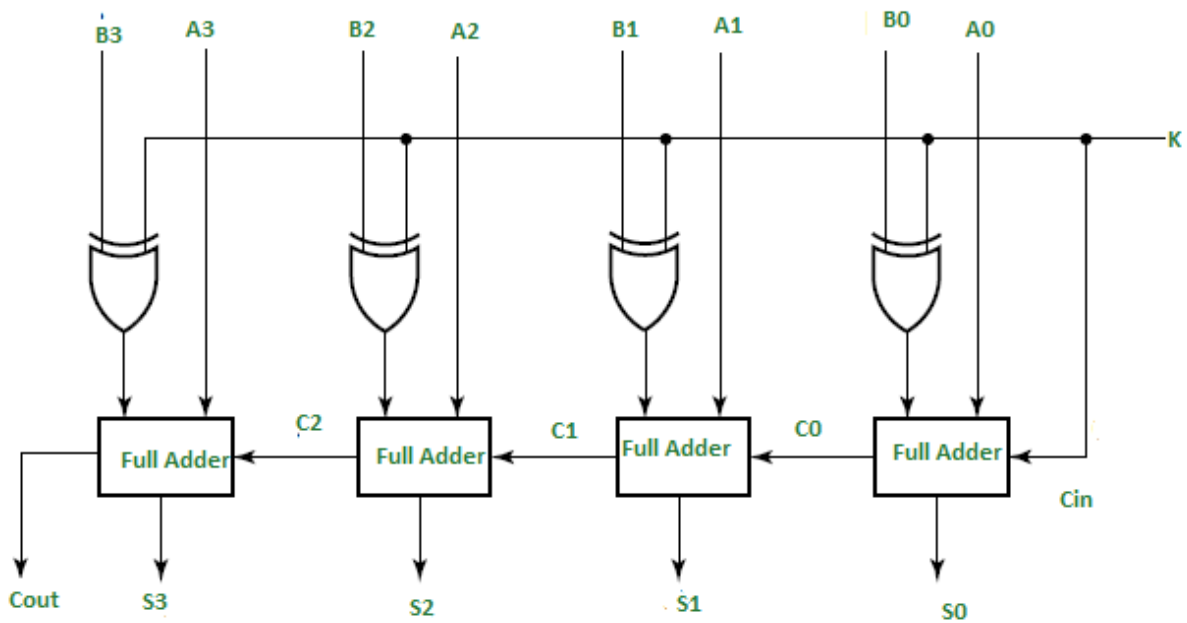 B3 A3 B2 A2 B1 A1 B0 A0
K
C2 C1 C0
Full Adder Full Adder Full Adder Full Adder
Cin
Cout S3 S2 S1 S0